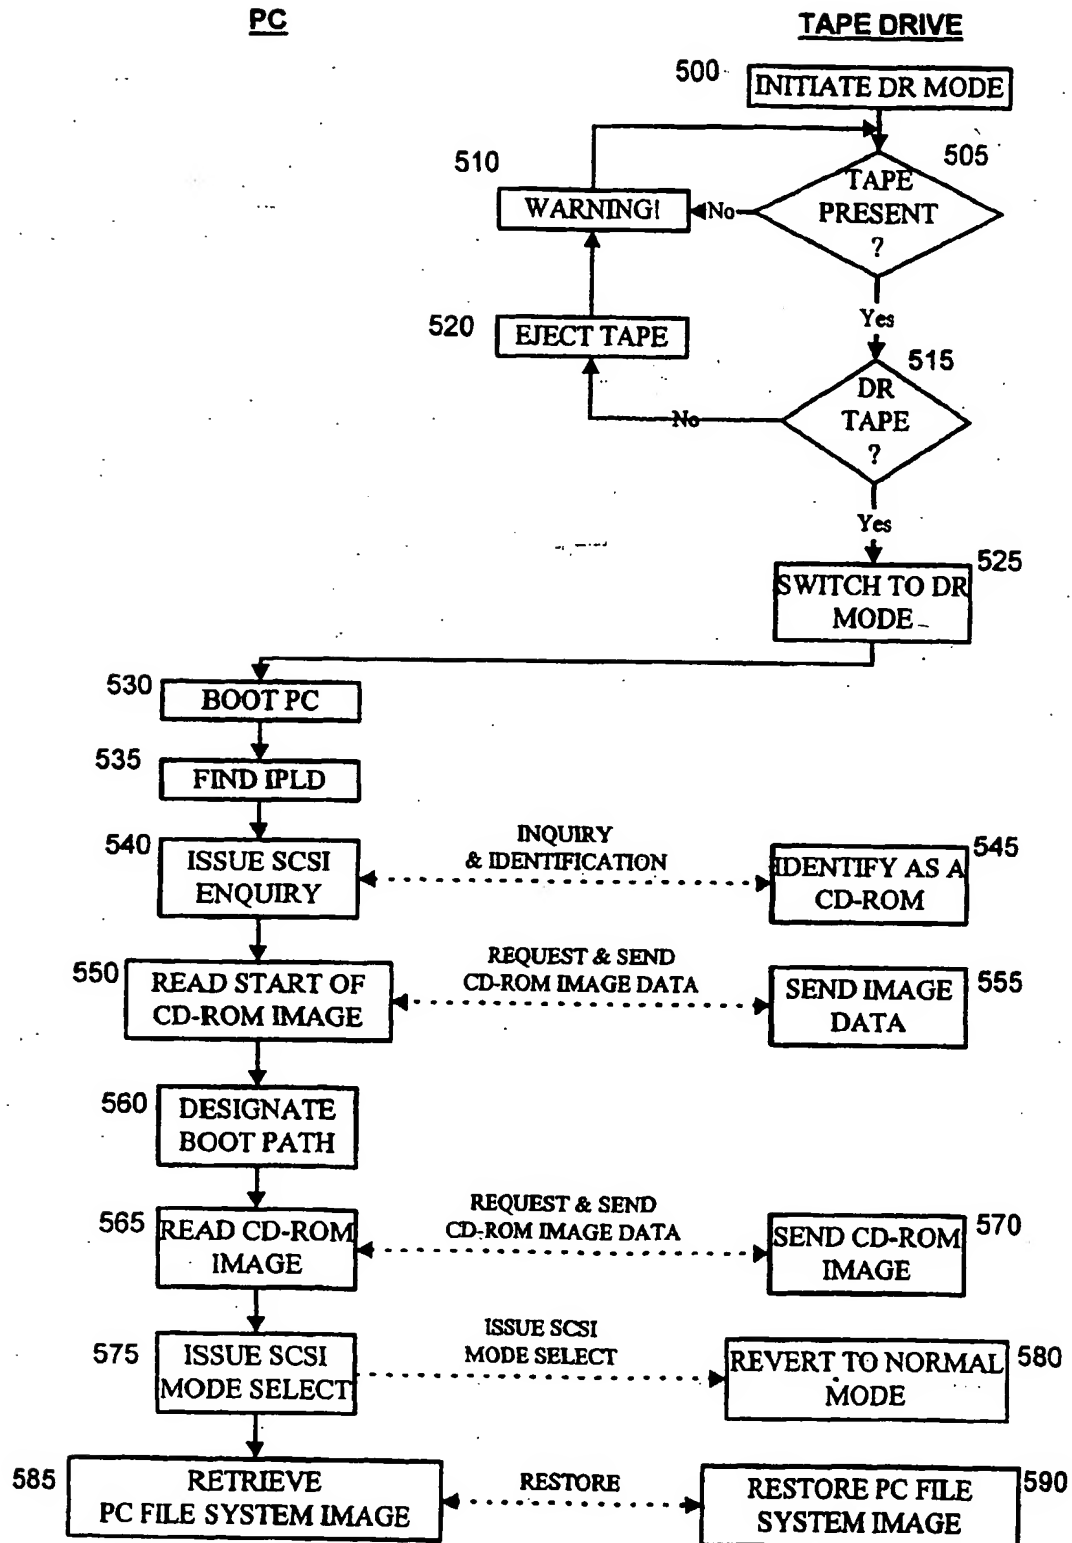 PC
TAPE DRIVE
500
INITIATE DR MODE
505
TAPE
PRESENT
?
510
WARNING!
No
Yes
520
EJECT TAPE
515
DR
TAPE
?
No
Yes
525
SWITCH TO DR
MODE
530
BOOT PC
535
FIND IPLD
540
ISSUE SCSI
ENQUIRY
INQUIRY
& IDENTIFICATION
545
IDENTIFY AS A
CD-ROM
550
READ START OF
CD-ROM IMAGE
REQUEST & SEND
CD-ROM IMAGE DATA
555
SEND IMAGE
DATA
560
DESIGNATE
BOOT PATH
565
READ CD-ROM
IMAGE
REQUEST & SEND
CD-ROM IMAGE DATA
570
SEND CD-ROM
IMAGE
575
ISSUE SCSI
MODE SELECT
ISSUE SCSI
MODE SELECT
580
REVERT TO NORMAL
MODE
585
RETRIEVE
PC FILE SYSTEM IMAGE
RESTORE
590
RESTORE PC FILE
SYSTEM IMAGE